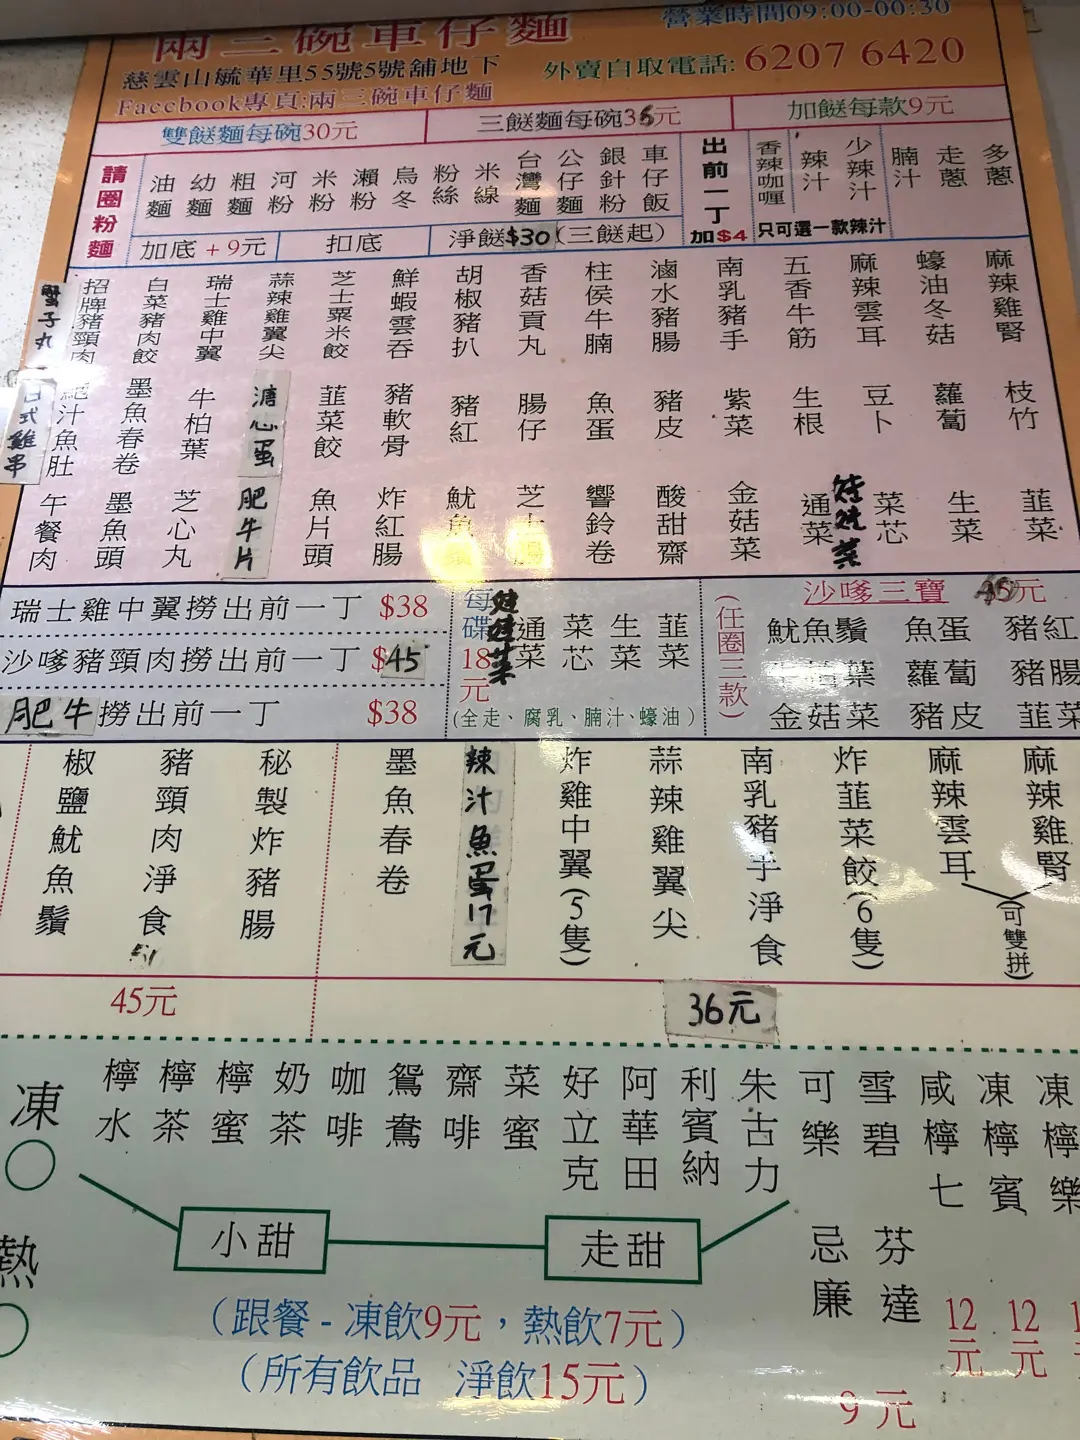 兩三碗車仔麵
營業時間09:00-00:30
慈雲山毓華里55號5號舖地下
外賣自取電話: 6207 6420
Faccbook專頁:兩三碗車仔麵
雙餸麵每碗30元
三餸麵每碗36元
加餸每款9元
請圈粉麵
油麵 幼麵 粗麵 河粉 米粉 瀨粉 烏冬 粉絲 米線 台灣麵 公仔麵 銀針粉 車仔飯
加底 + 9元
扣底
淨餸$30(三餸起)
出前一丁加$4
香辣咖喱 辣汁 少辣汁
只可選一款辣汁
腩汁 走蔥 多蔥
蟹子丸 招牌豬頸肉 白菜豬肉餃 瑞士雞中翼 蒜辣雞翼尖 芝士粟米餃 鮮蝦雲吞 胡椒豬扒 香菇貢丸 柱侯牛腩 滷水豬腸 南乳豬手 五香牛筋 麻辣雲耳 蠔油冬菇 麻辣雞腎
日式雞串 鮑汁魚肚 墨魚春卷 牛柏葉 溏心蛋 韮菜餃 豬軟骨 豬紅 腸仔 魚蛋 豬皮 紫菜 生根 豆卜 蘿蔔 枝竹
午餐肉 墨魚頭 芝心丸 肥牛片 魚片頭 炸紅腸 魷魚鬚 芝士腸 響鈴卷 酸甜齋 金菇菜 通菜 娃娃菜 菜芯 生菜 韮菜
瑞士雞中翼撈出前一丁 $38
沙嗲豬頸肉撈出前一丁 $45
肥牛撈出前一丁 $38
每碟18元
娃娃菜 通菜 菜芯 生菜 韮菜
(全走、腐乳、腩汁、蠔油)
(任圈三款)
沙嗲三寶 45元
魷魚鬚 魚蛋 豬紅
葉 蘿蔔 豬腸
金菇菜 豬皮 韮菜
椒鹽魷魚鬚 豬頸肉淨食 秘製炸豬腸
45元
墨魚春卷 辣汁魚蛋17元 炸雞中翼(5隻) 蒜辣雞翼尖 南乳豬手淨食 炸韮菜餃(6隻) 麻辣雲耳 麻辣雞腎
(可雙拼)
36元
凍
熱
檸水 檸茶 檸蜜 奶茶 咖啡 鴛鴦 齋啡 菜蜜 好立克 阿華田 利賓納 朱古力 可樂 雪碧 咸檸七 凍檸賓 凍檸樂
小甜
走甜
忌廉 芬達
12元 12元
9元
(跟餐 - 凍飲9元，熱飲7元)
(所有飲品 淨飲15元)